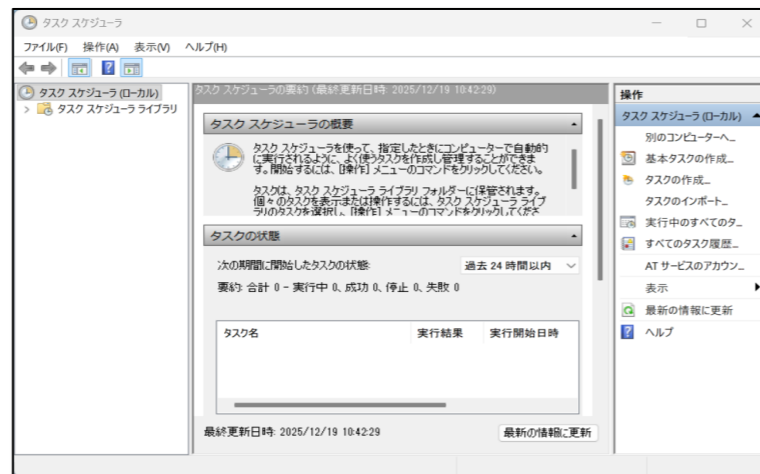 タスク スケジューラ
ファイル(F) 操作(A) 表示(V) ヘルプ(H)
タスク スケジューラ (ローカル)
タスク スケジューラ ライブラリ
タスク スケジューラの要約 (最終更新日時: 2025/12/19 10:42:29)
タスク スケジューラの概要
タスク スケジューラを使って、指定したときにコンピューターで自動的
に実行されるように、よく使うタスクを作成し管理することができま
す。開始するには、[操作] メニューのコマンドをクリックしてください。
タスクは、タスク スケジューラ ライブラリ フォルダーに保管されます。
個々のタスクを表示または操作するには、タスク スケジューラ ライブ
ラリのタスクを選択し、[操作] メニューのコマンドをクリックしてくださ
タスクの状態
次の期間に開始したタスクの状態:
過去 24 時間以内
要約: 合計 0 - 実行中 0、成功 0、停止 0、失敗 0
タスク名 実行結果 実行開始日時
最終更新日時: 2025/12/19 10:42:29
最新の情報に更新
操作
タスク スケジューラ (ローカル)
別のコンピューターへ...
基本タスクの作成...
タスクの作成...
タスクのインポート...
実行中のすべてのタ...
すべてのタスク履歴...
AT サービスのアカウン...
表示
最新の情報に更新
ヘルプ